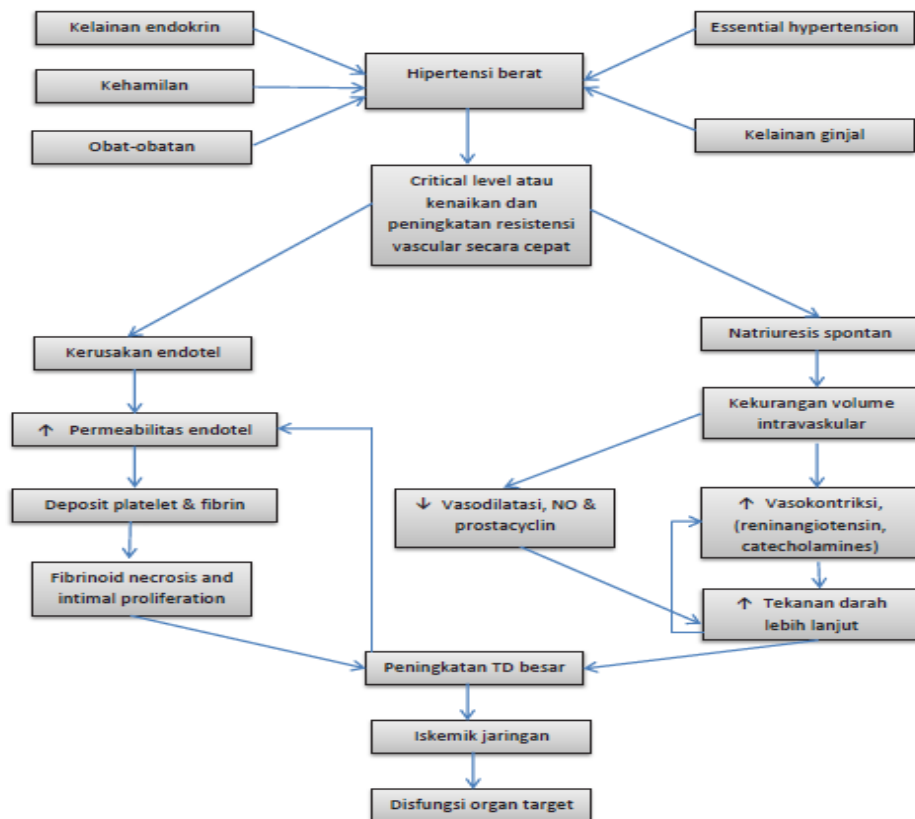 Kelainan endokrin
Essential hypertension
Hipertensi berat
Kehamilan
Obat-obatan
Kelainan ginjal
Critical level atau
kenaikan dan
peningkatan resistensi
vascular secara cepat
Kerusakan endotel
Natriuresis spontan
↑ Permeabilitas endotel
Kekurangan volume
intravaskular
Deposit platelet & fibrin
↓ Vasodilatasi, NO &
prostacyclin
↑ Vasokontriksi,
(reninangiotensin,
catecholamines)
Fibrinoid necrosis and
intimal proliferation
↑ Tekanan darah
lebih lanjut
Peningkatan TD besar
Iskemik jaringan
Disfungsi organ target